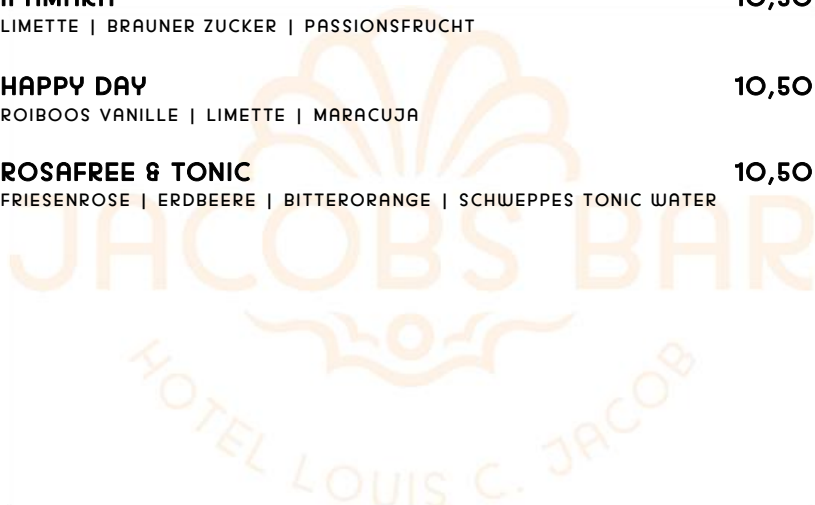 LIMETTE | BRAUNER ZUCKER | PASSIONSFRUCHT
HAPPY DAY 10,50
ROIBOOS VANILLE | LIMETTE | MARACUJA
ROSAFREE & TONIC 10,50
FRIESENROSE | ERDBEERE | BITTERORANGE | SCHWEPPES TONIC WATER
JACOBS BAR
HOTEL LOUIS C. JACOB